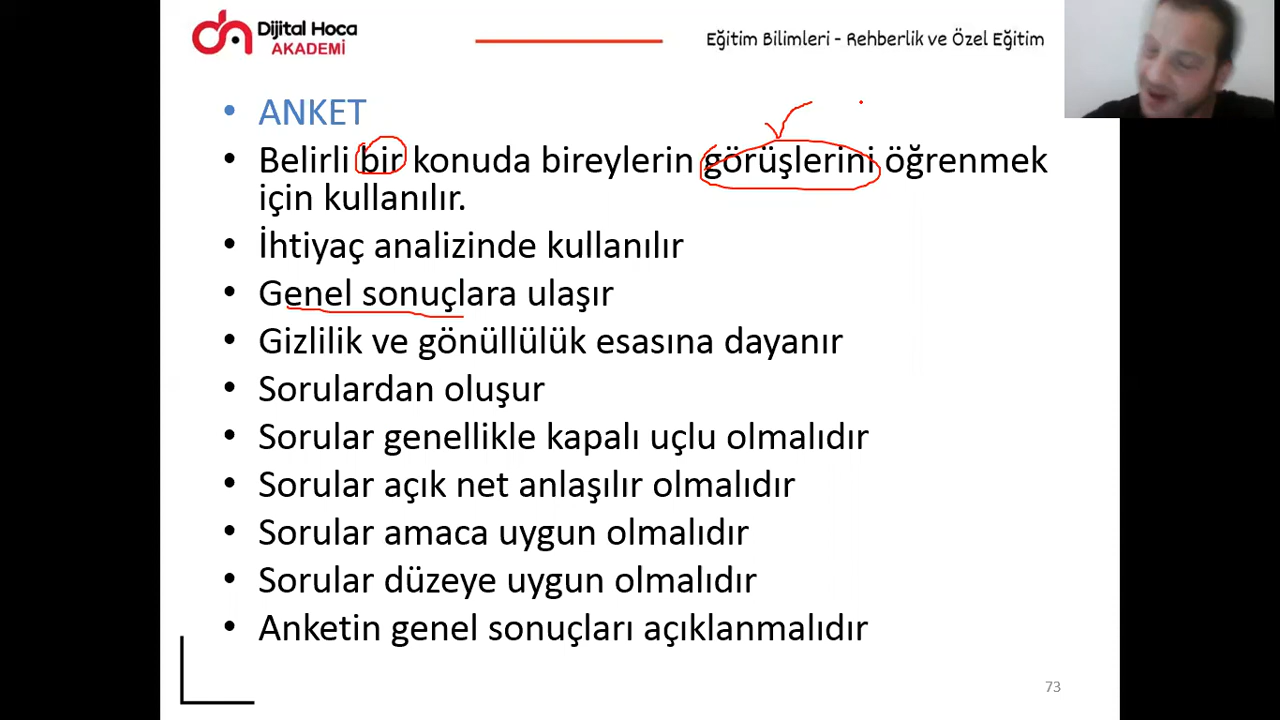 Dijital Hoca
AKADEMİ
Eğitim Bilimleri - Rehberlik ve Özel Eğitim
• ANKET
• Belirli bir konuda bireylerin görüşlerini öğrenmek
için kullanılır.
• İhtiyaç analizinde kullanılır
• Genel sonuçlara ulaşır
• Gizlilik ve gönüllülük esasına dayanır
• Sorulardan oluşur
• Sorular genellikle kapalı uçlu olmalıdır
• Sorular açık net anlaşılır olmalıdır
• Sorular amaca uygun olmalıdır
• Sorular düzeye uygun olmalıdır
• Anketin genel sonuçları açıklanmalıdır
73